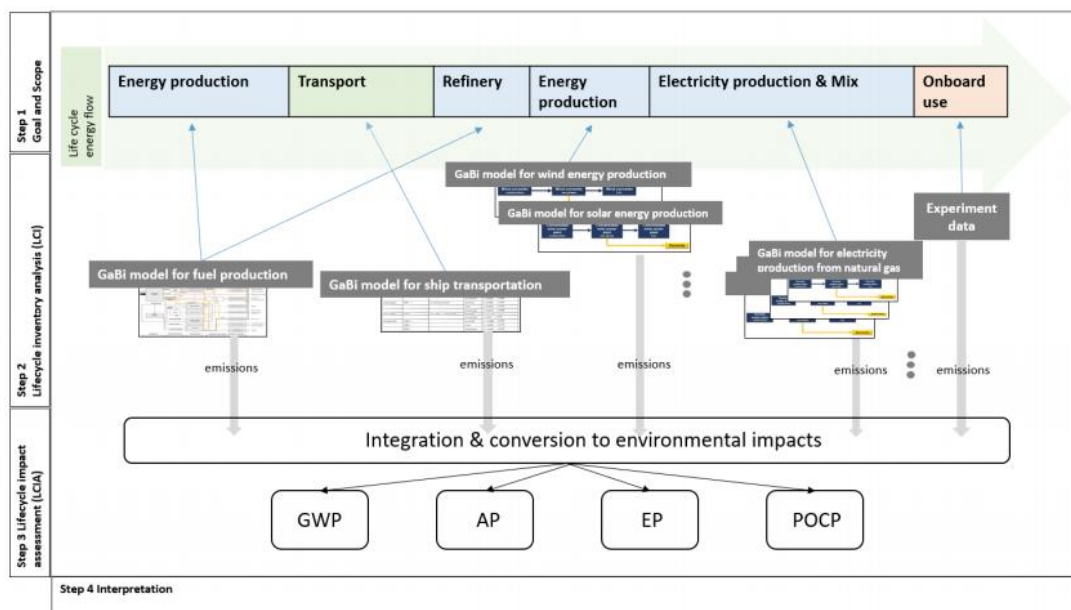 Step 1
Goal and Scope
Life cycle
energy flow
Energy production
Transport
Refinery
Energy
production
Electricity production & Mix
Onboard
use
Step 2
Lifecycle inventory analysis (LCI)
GaBi model for wind energy production
GaBi model for solar energy production
Experiment
data
GaBi model for electricity
production from natural gas
GaBi model for fuel production
GaBi model for ship transportation
emissions
emissions
emissions
emissions
emissions
Step 3 Lifecycle impact
assessment (LCIA)
Integration & conversion to environmental impacts
GWP
AP
EP
POCP
Step 4 Interpretation